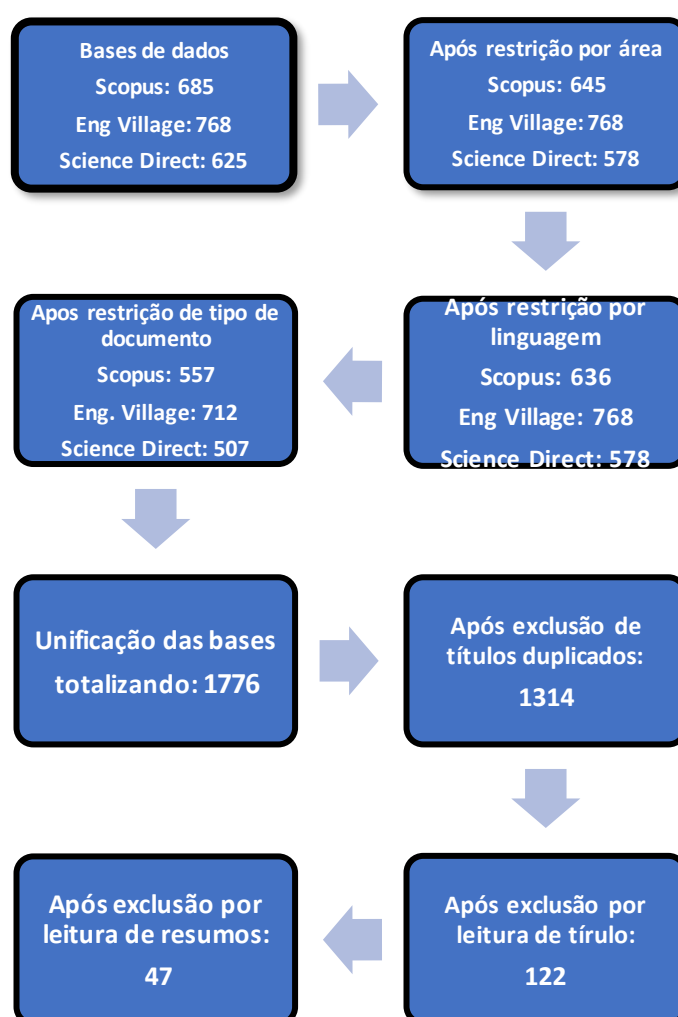 Bases de dados
Scopus: 685
Eng Village: 768
Science Direct: 625
Após restrição por área
Scopus: 645
Eng Village: 768
Science Direct: 578
Após restrição por
linguagem
Scopus: 636
Eng Village: 768
Science Direct: 578
Apos restrição de tipo de
documento
Scopus: 557
Eng. Village: 712
Science Direct: 507
Unificação das bases
totalizando: 1776
Após exclusão de
títulos duplicados:
1314
Após exclusão por
leitura de tírulo:
122
Após exclusão por
leitura de resumos:
47